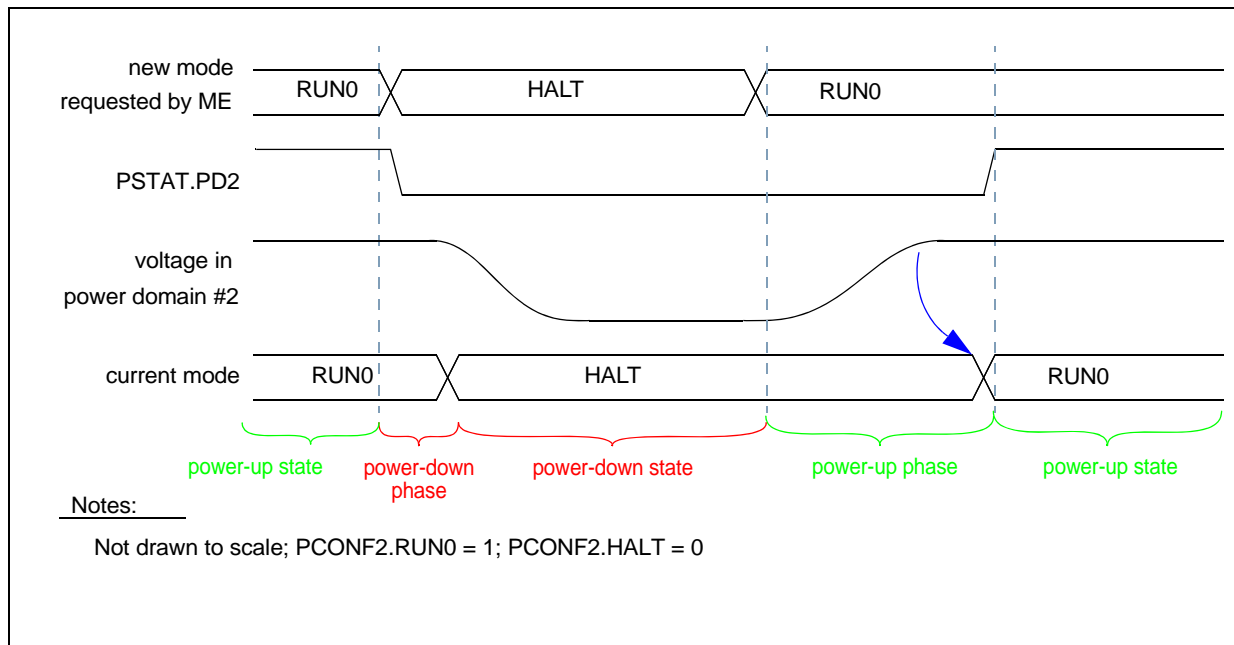 new mode
requested by ME
RUN0
HALT
RUN0
PSTAT.PD2
voltage in
power domain #2
current mode
RUN0
HALT
RUN0
power-up state
power-down
phase
power-down state
power-up phase
power-up state
Notes:
Not drawn to scale; PCONF2.RUN0 = 1; PCONF2.HALT = 0